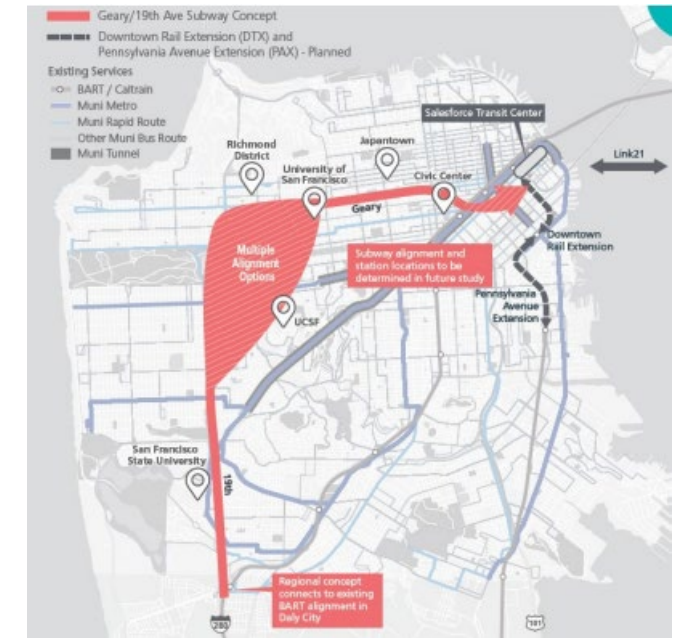 Geary/19th Ave Subway Concept
Downtown Rail Extension (DTX) and
Pennsylvania Avenue Extension (PAX) - Planned
Existing Services
BART / Caltrain
Muni Metro
Muni Rapid Route
Other Muni Bus Route
Muni Tunnel
Salesforce Transit Center
Link21
Richmond
District
Japantown
University of
San Francisco
Civic Center
Geary
Downtown
Rail Extension
Multiple
Alignment
Options
Subway alignment and
station locations to be
determined in future study
Pennsylvania
Avenue
Extension
UCSF
San Francisco
State University
19th
Regional concept
connects to existing
BART alignment in
Daly City
280
101